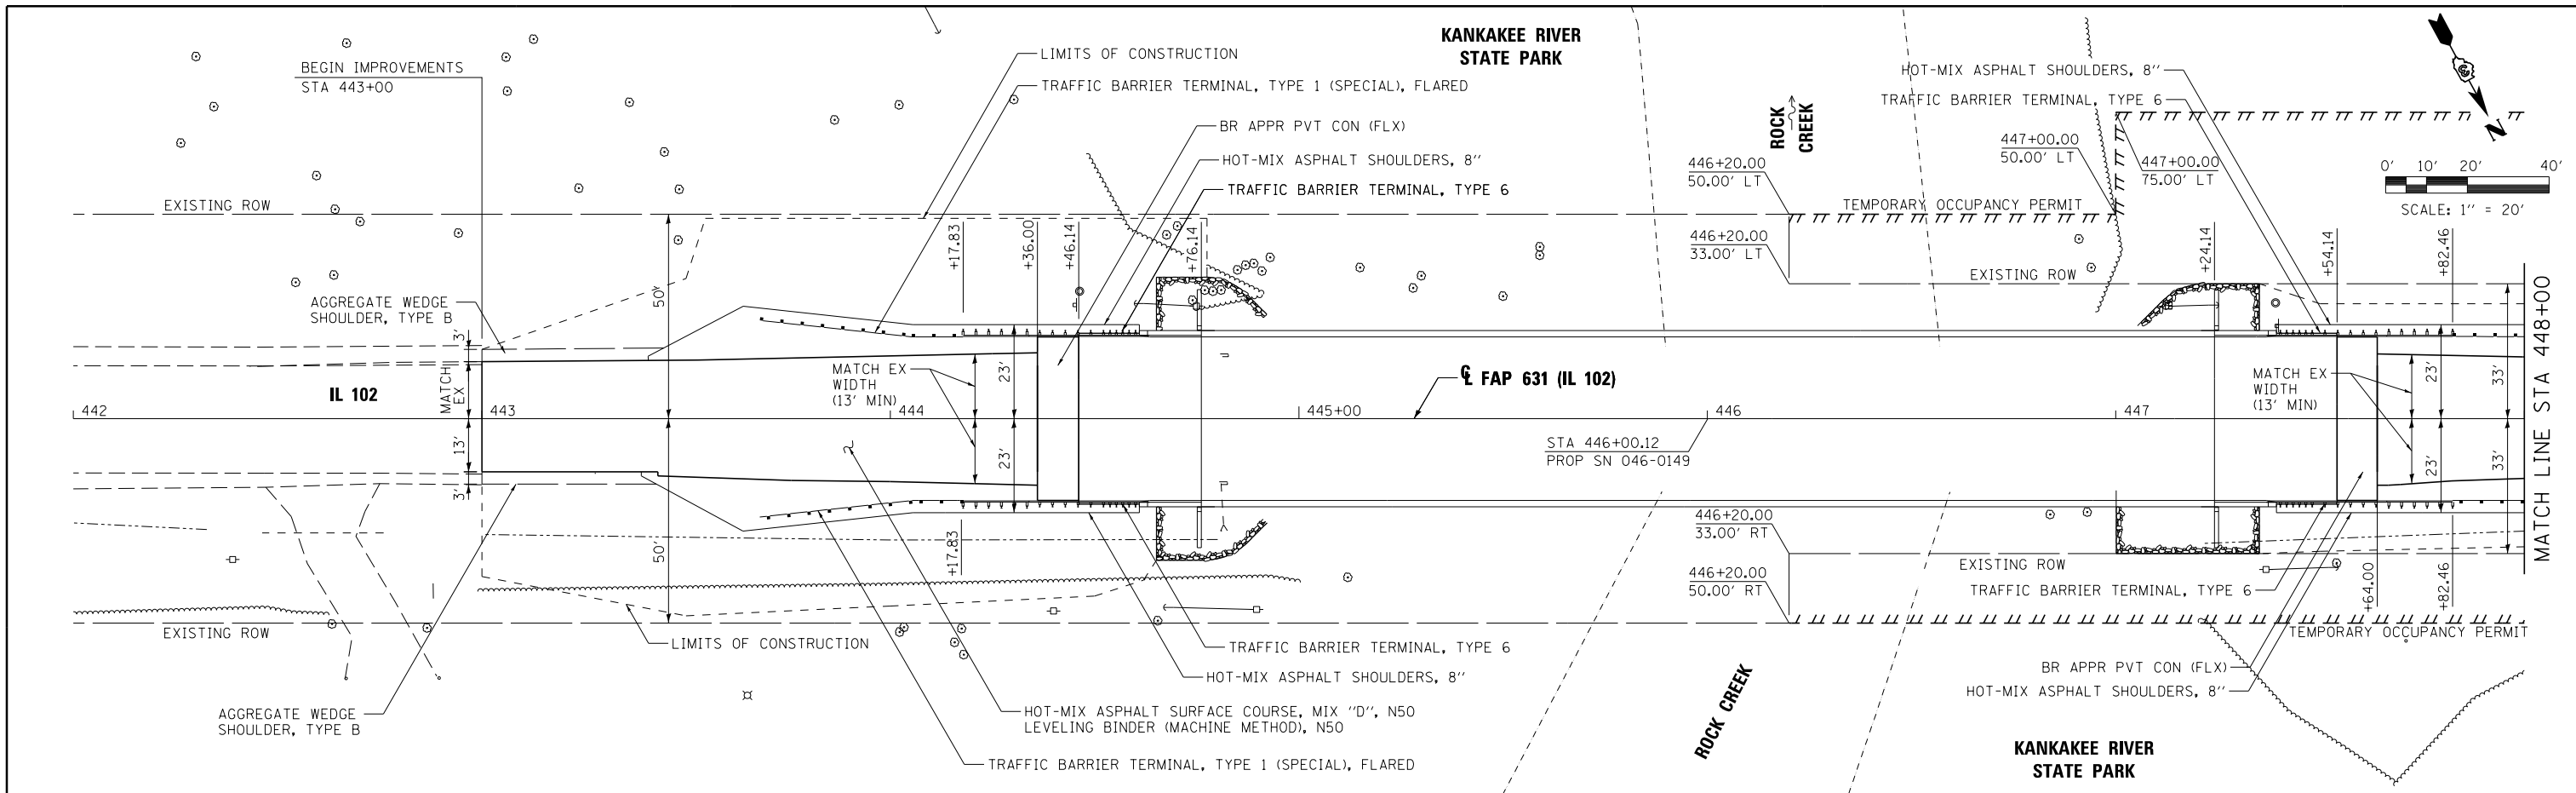 KANKAKEE RIVER
STATE PARK
BEGIN IMPROVEMENTS
STA 443+00
LIMITS OF CONSTRUCTION
TRAFFIC BARRIER TERMINAL, TYPE 1 (SPECIAL), FLARED
BR APPR PVT CON (FLX)
HOT-MIX ASPHALT SHOULDERS, 8"
TRAFFIC BARRIER TERMINAL, TYPE 6
HOT-MIX ASPHALT SHOULDERS, 8"
TRAFFIC BARRIER TERMINAL, TYPE 6
ROCK
CREEK
446+20.00
50.00' LT
447+00.00
50.00' LT
447+00.00
75.00' LT
N
0' 10' 20' 40'
SCALE: 1" = 20'
EXISTING ROW
TEMPORARY OCCUPANCY PERMIT
446+20.00
33.00' LT
EXISTING ROW
+17.83
+36.00
+46.14
+76.14
+24.14
+54.14
+82.46
50'
AGGREGATE WEDGE
SHOULDER, TYPE B
3'
MATCH
EX
23'
MATCH EX
WIDTH
(13' MIN)
IL 102
℄ FAP 631 (IL 102)
MATCH EX
WIDTH
(13' MIN)
23'
33'
MATCH LINE STA 448+00
442
443
444
445+00
446
447
13'
3'
50'
23'
STA 446+00.12
PROP SN 046-0149
23'
33'
+17.83
446+20.00
33.00' RT
446+20.00
50.00' RT
EXISTING ROW
TRAFFIC BARRIER TERMINAL, TYPE 6
+64.00
+82.46
EXISTING ROW
LIMITS OF CONSTRUCTION
TEMPORARY OCCUPANCY PERMIT
TRAFFIC BARRIER TERMINAL, TYPE 6
HOT-MIX ASPHALT SHOULDERS, 8"
BR APPR PVT CON (FLX)
HOT-MIX ASPHALT SHOULDERS, 8"
AGGREGATE WEDGE
SHOULDER, TYPE B
HOT-MIX ASPHALT SURFACE COURSE, MIX "D", N50
LEVELING BINDER (MACHINE METHOD), N50
TRAFFIC BARRIER TERMINAL, TYPE 1 (SPECIAL), FLARED
ROCK CREEK
KANKAKEE RIVER
STATE PARK